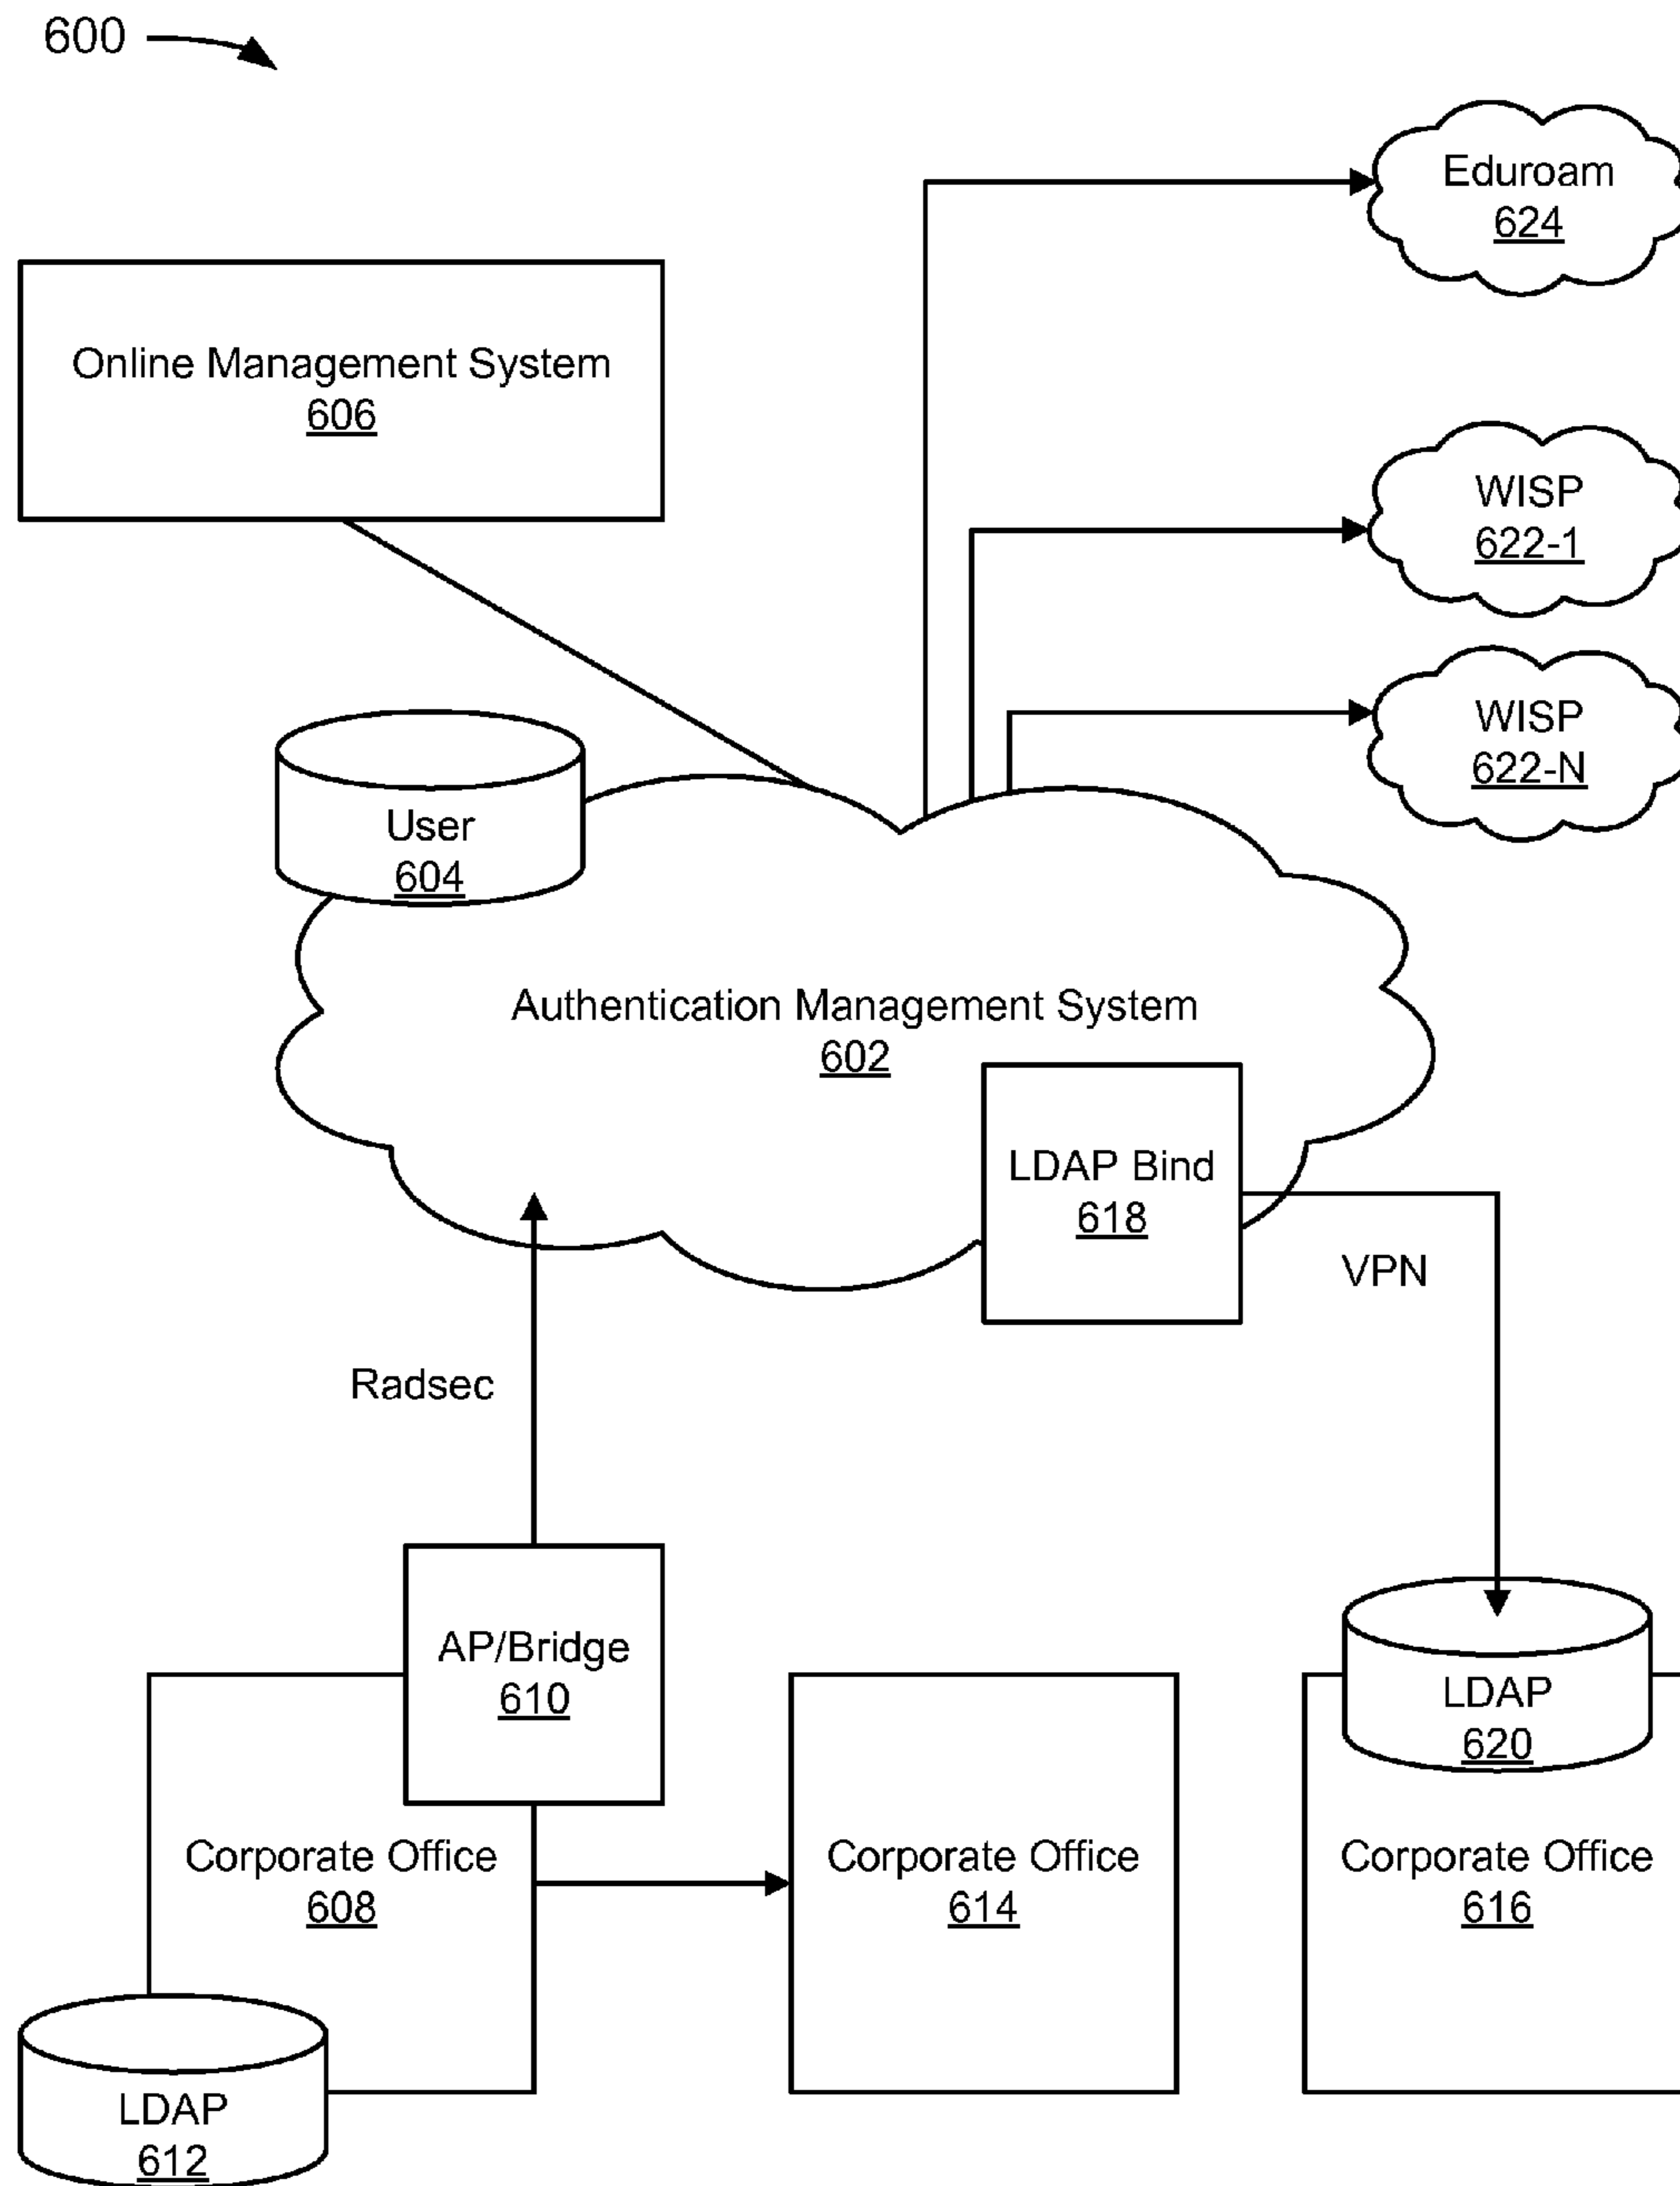 600
Eduroam
624
Online Management System
606
WISP
622-1
WISP
622-N
User
604
Authentication Management System
602
LDAP Bind
618
VPN
Radsec
AP/Bridge
610
LDAP
620
Corporate Office
608
Corporate Office
614
Corporate Office
616
LDAP
612